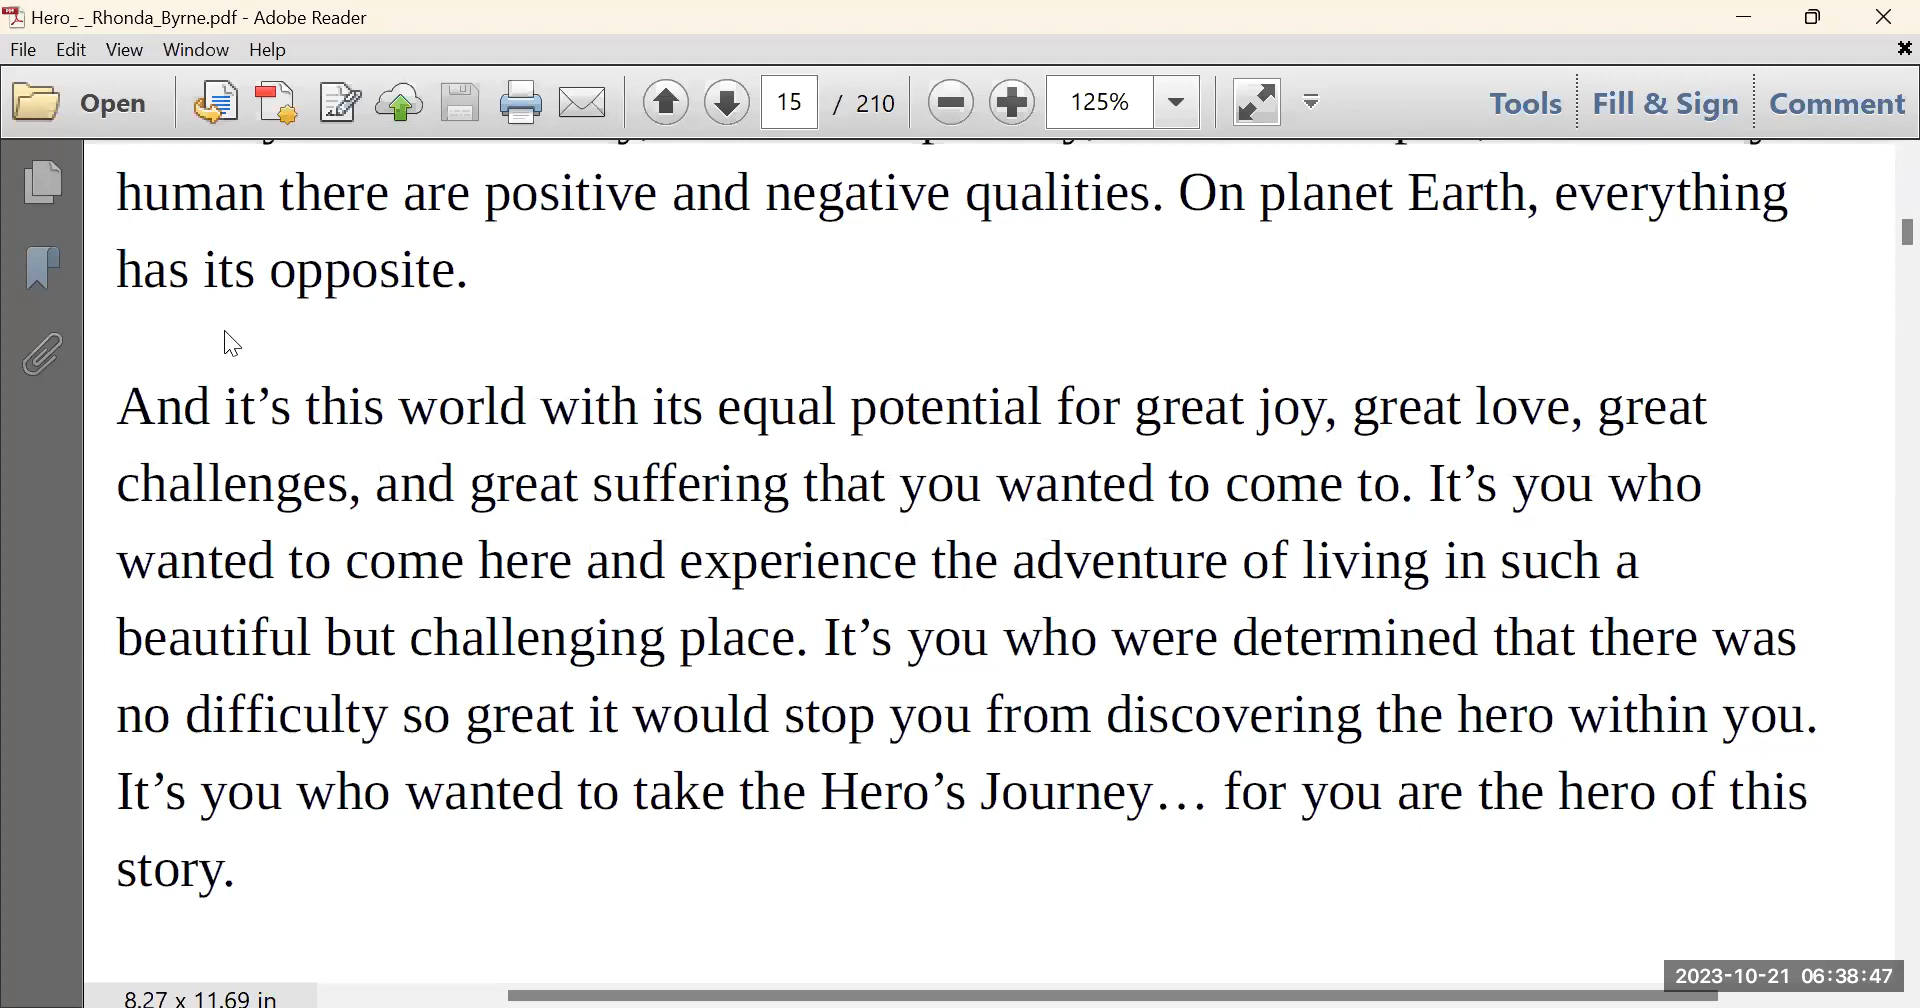 Hero_-_Rhonda_Byrne.pdf - Adobe Reader
File Edit View Window Help
Open 15 / 210 125% Tools Fill & Sign Comment
human there are positive and negative qualities. On planet Earth, everything
has its opposite.
And it’s this world with its equal potential for great joy, great love, great
challenges, and great suffering that you wanted to come to. It’s you who
wanted to come here and experience the adventure of living in such a
beautiful but challenging place. It’s you who were determined that there was
no difficulty so great it would stop you from discovering the hero within you.
It’s you who wanted to take the Hero’s Journey… for you are the hero of this
story.
2023-10-21 06:38:47
8.27 x 11.69 in